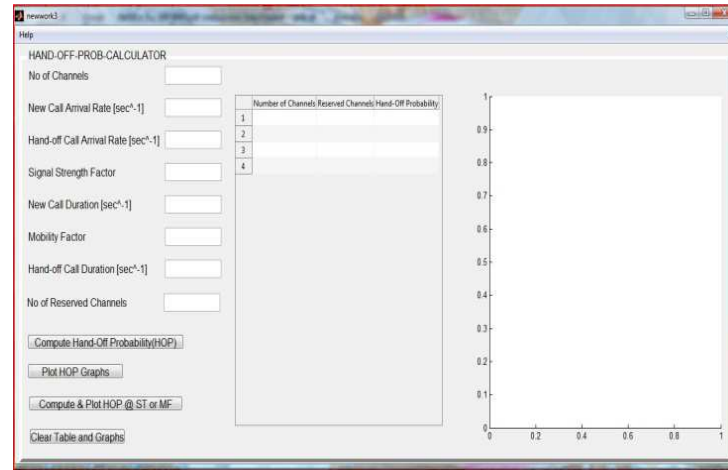 newwork3
Help
HAND-OFF-PROB-CALCULATOR
No of Channels
New Call Arrival Rate [sec^-1]
Hand-off Call Arrival Rate [sec^-1]
Signal Strength Factor
New Call Duration [sec^-1]
Mobility Factor
Hand-off Call Duration [sec^-1]
No of Reserved Channels
Compute Hand-Off Probability(HOP)
Plot HOP Graphs
Compute & Plot HOP @ ST or MF
Clear Table and Graphs
Number of Channels Reserved Channels Hand-Off Probability
1
2
3
4
1
0.9
0.8
0.7
0.6
0.5
0.4
0.3
0.2
0.1
0
0 0.2 0.4 0.6 0.8 1